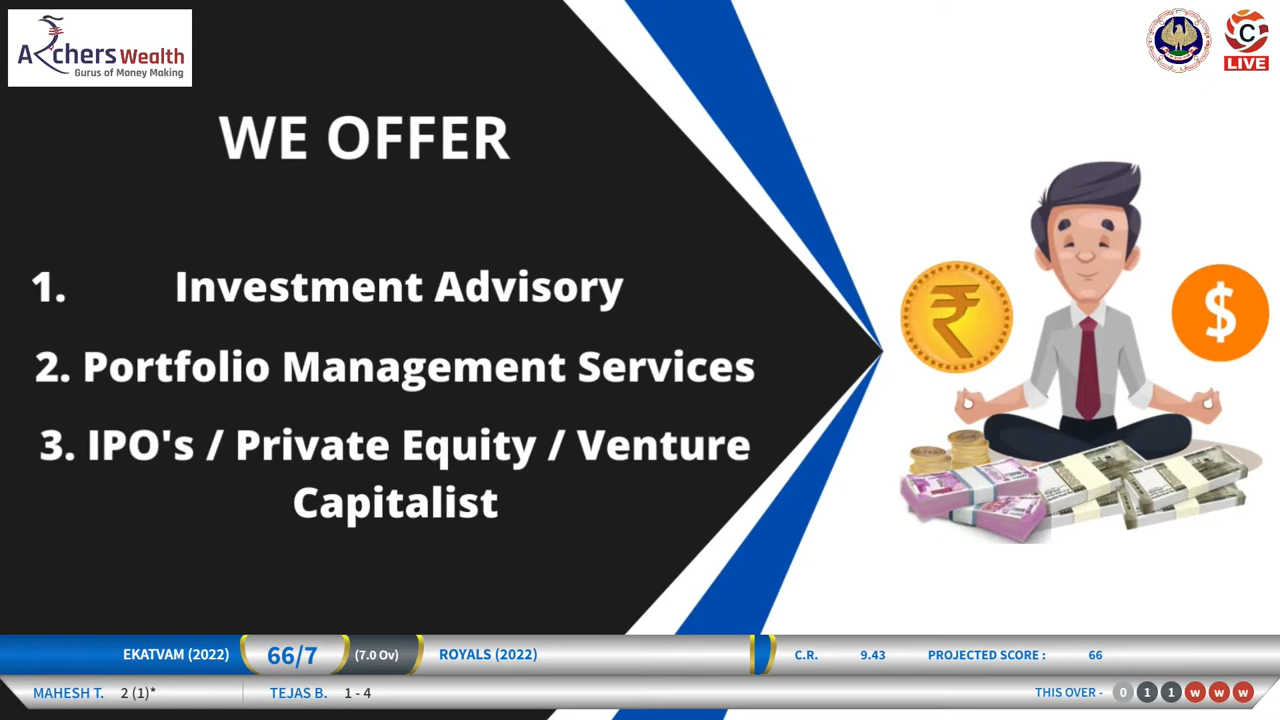 Archers Wealth
Gurus of Money Making
C
LIVE
WE OFFER
1. Investment Advisory
2. Portfolio Management Services
3. IPO's / Private Equity / Venture
Capitalist
₹
$
EKATVAM (2022) 66/7 (7.0 Ov) ROYALS (2022) C.R. 9.43 PROJECTED SCORE : 66
MAHESH T. 2 (1)* TEJAS B. 1 - 4 THIS OVER - 0 1 1 w w w